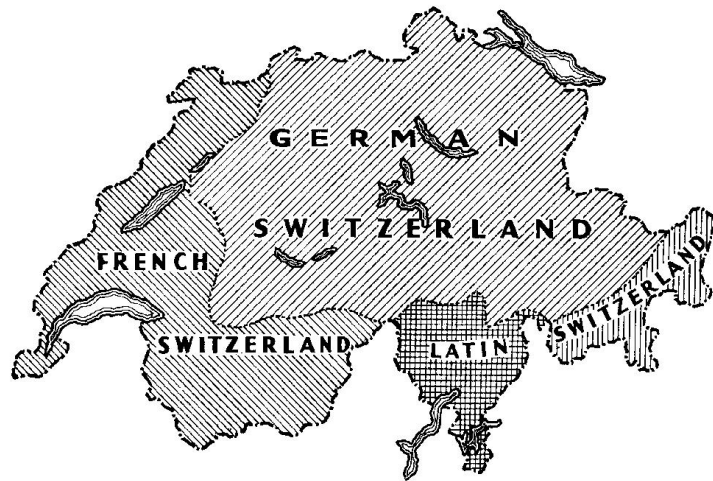 GERMAN
SWITZERLAND
FRENCH
SWITZERLAND
LATIN
SWITZERLAND